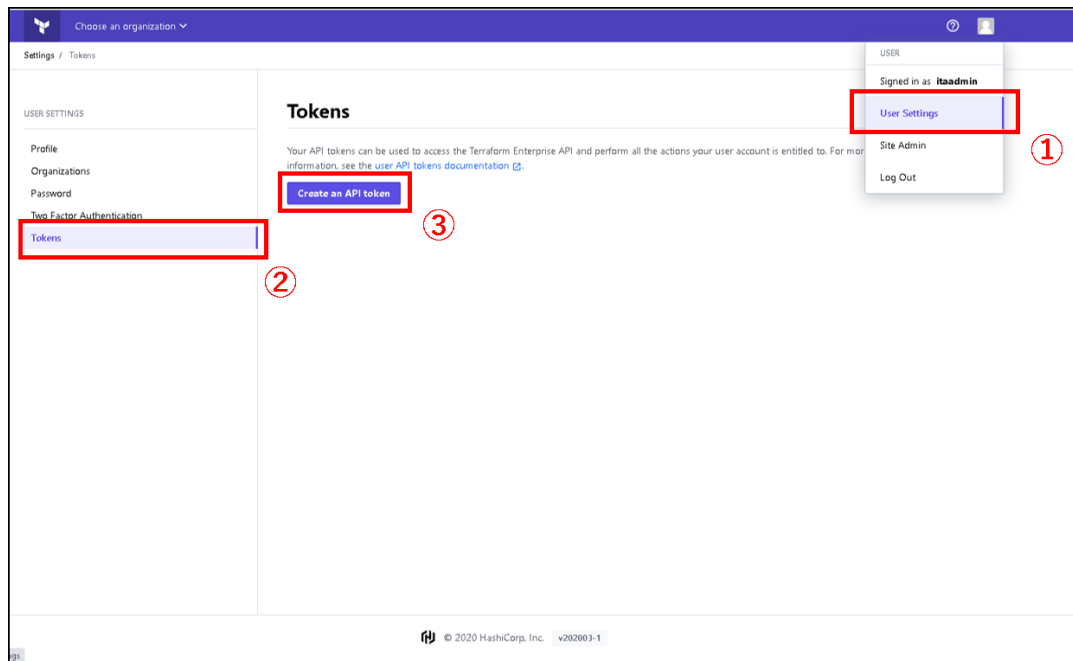 Choose an organization
Settings / Tokens
USER
Signed in as itaadmin
User Settings
①
Site Admin
Log Out
USER SETTINGS
Profile
Organizations
Password
Two Factor Authentication
Tokens
②
Tokens
Your API tokens can be used to access the Terraform Enterprise API and perform all the actions your user account is entitled to. For mor
information, see the user API tokens documentation.
Create an API token
③
© 2020 HashiCorp, Inc. v202003-1
ngs